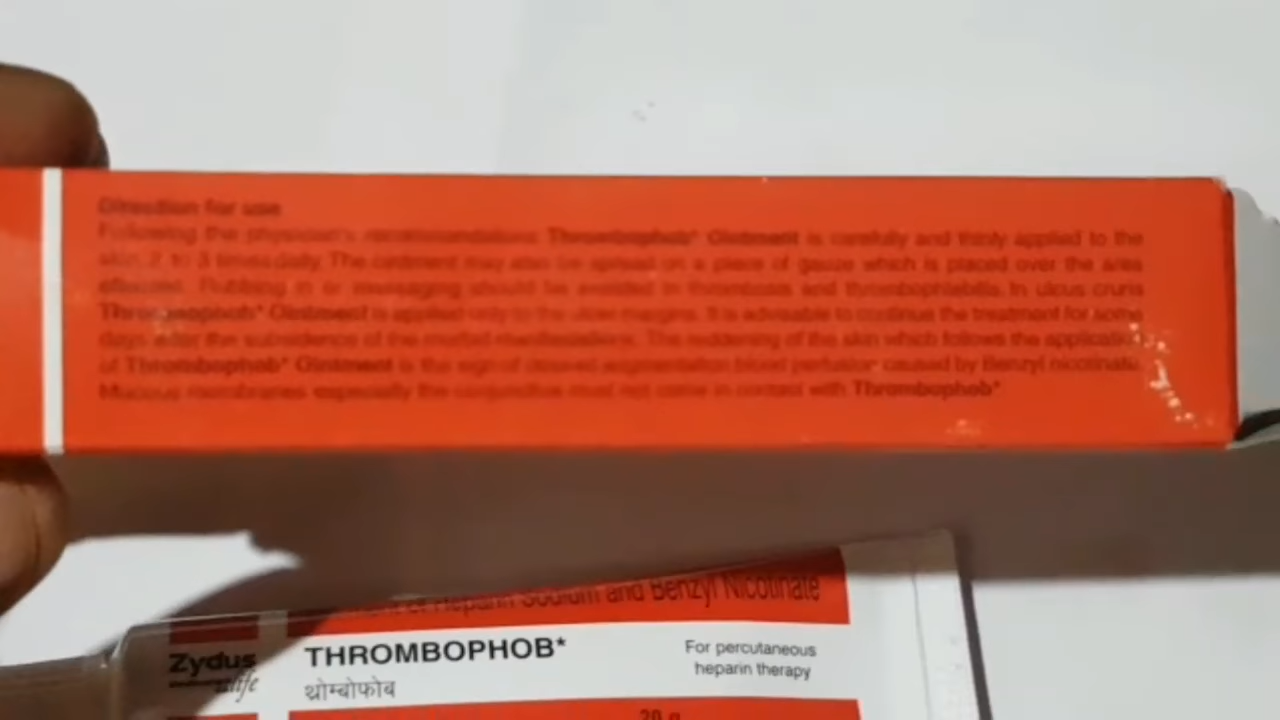 Direction for use
Following the physician's recommendations Thrombophob* Ointment is carefully and thinly applied to the
skin, 2 to 3 times daily. The ointment may also be spread on a piece of gauze which is placed over the area
affected. Rubbing in or massaging should be avoided in thrombosis and thrombophlebitis. In ulcus cruris
Thrombophob* Ointment is applied only to the ulcer margins. It is advisable to continue the treatment for some
days after the subsidence of the morbid manifestations. The reddening of the skin which follows the application
of Thrombophob* Ointment is the sign of desired augmentation blood perfusion caused by Benzyl nicotinate.
Mucous membranes especially the conjunctive must not come in contact with Thrombophob*
of Heparin Sodium and Benzyl Nicotinate
Zydus
life
THROMBOPHOB*
थ्रोम्बोफोब
For percutaneous
heparin therapy
20 g